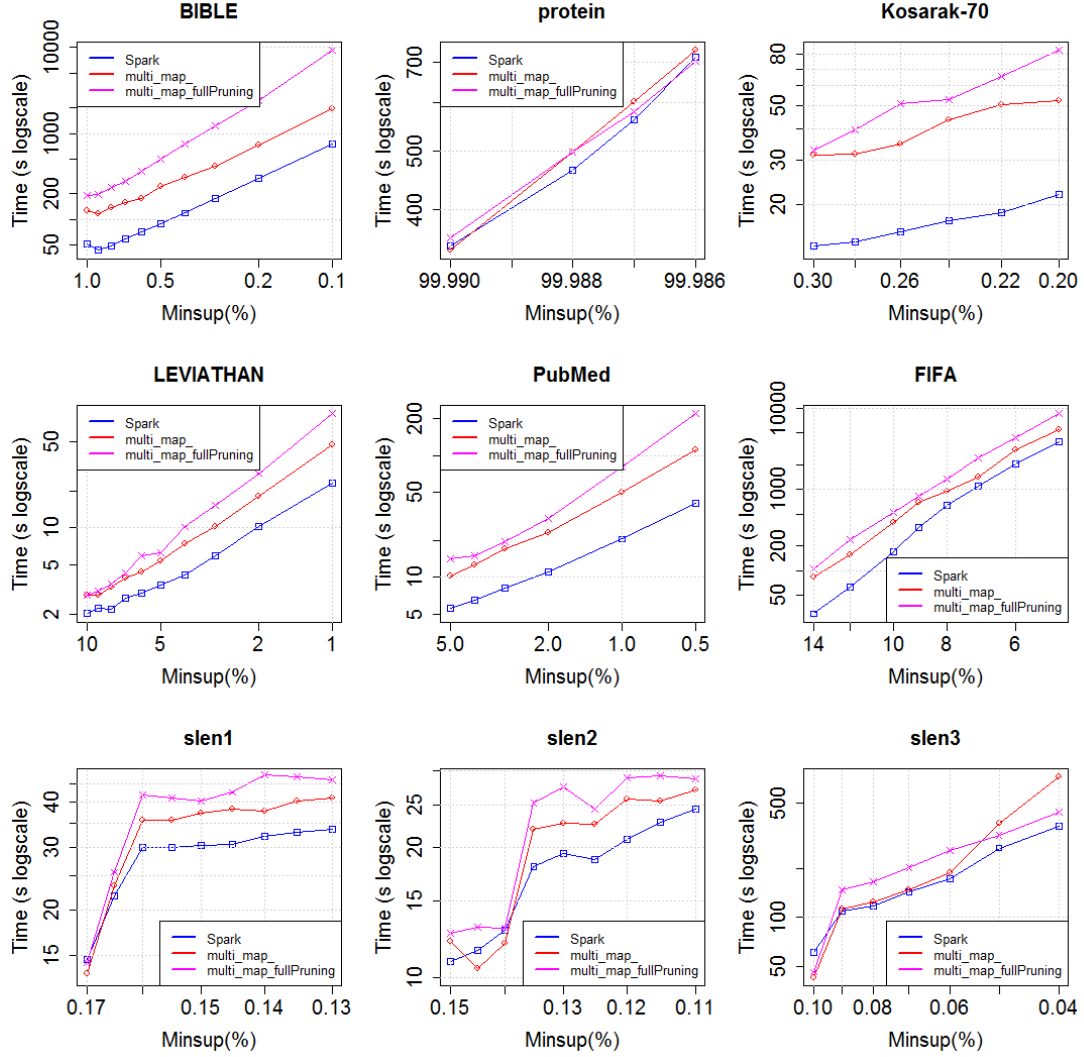 BIBLE
Time (s logscale)
10000
1000
200
50
Spark
multi_map_
multi_map_fullPruning
1.0 0.5 0.2 0.1
Minsup(%)
protein
Time (s logscale)
700
500
400
Spark
multi_map_
multi_map_fullPruning
99.990 99.988 99.986
Minsup(%)
Kosarak-70
Time (s logscale)
80
50
30
20
0.30 0.26 0.22 0.20
Minsup(%)
LEVIATHAN
Time (s logscale)
50
10
5
2
Spark
multi_map_
multi_map_fullPruning
10 5 2 1
Minsup(%)
PubMed
Time (s logscale)
200
50
10
5
Spark
multi_map_
multi_map_fullPruning
5.0 2.0 1.0 0.5
Minsup(%)
FIFA
Time (s logscale)
10000
1000
200
50
Spark
multi_map_
multi_map_fullPruning
14 10 8 6
Minsup(%)
slen1
Time (s logscale)
40
30
20
15
Spark
multi_map_
multi_map_fullPruning
0.17 0.15 0.13
Minsup(%)
slen2
Time (s logscale)
25
20
15
10
Spark
multi_map_
multi_map_fullPruning
0.15 0.13 0.12 0.11
Minsup(%)
slen3
Time (s logscale)
500
100
50
Spark
multi_map_
multi_map_fullPruning
0.10 0.08 0.06 0.04
Minsup(%)